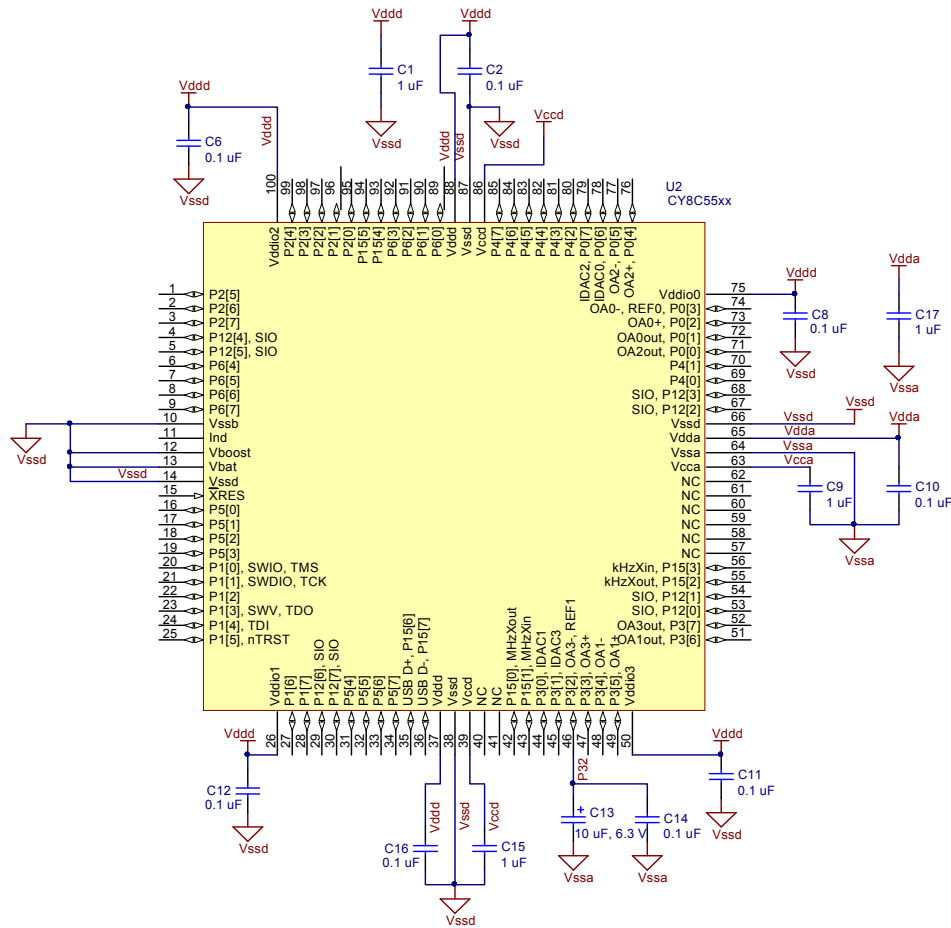 Vddd
Vddd
C1
1 uF
C2
0.1 uF
Vssd
Vssd
Vddd
C6
0.1 uF
Vssd
Vddd
Vddd
Vssd
Vccd
U2
CY8C55xx
100
99
98
97
96
95
94
93
92
91
90
89
88
87
86
85
84
83
82
81
80
79
78
77
76
Vddio2
P2[4]
P2[3]
P2[2]
P2[1]
P2[0]
P15[5]
P15[4]
P6[3]
P6[2]
P6[1]
P6[0]
Vddd
Vssd
Vccd
P4[7]
P4[6]
P4[5]
P4[4]
P4[3]
P4[2]
IDAC2, P0[7]
IDAC0, P0[6]
OA2-, P0[5]
OA2+, P0[4]
1 P2[5]
2 P2[6]
3 P2[7]
4 P12[4], SIO
5 P12[5], SIO
6 P6[4]
7 P6[5]
8 P6[6]
9 P6[7]
10 Vssb
11 Ind
12 Vboost
13 Vbat
14 Vssd
15 XRES
16 P5[0]
17 P5[1]
18 P5[2]
19 P5[3]
20 P1[0], SWIO, TMS
21 P1[1], SWDIO, TCK
22 P1[2]
23 P1[3], SWV, TDO
24 P1[4], TDI
25 P1[5], nTRST
Vssd
Vssd
Vddio0 75
OA0-, REF0, P0[3] 74
OA0+, P0[2] 73
OA0out, P0[1] 72
OA2out, P0[0] 71
P4[1] 70
P4[0] 69
SIO, P12[3] 68
SIO, P12[2] 67
Vssd 66
Vdda 65
Vssa 64
Vcca 63
NC 62
NC 61
NC 60
NC 59
NC 58
NC 57
kHzXin, P15[3] 56
kHzXout, P15[2] 55
SIO, P12[1] 54
SIO, P12[0] 53
OA3out, P3[7] 52
OA1out, P3[6] 51
Vddd
C8
0.1 uF
Vssd
Vdda
C17
1 uF
Vssa
Vssd
Vssd
Vdda
Vdda
Vssa
Vcca
C9
1 uF
C10
0.1 uF
Vssa
Vddio1
P1[6]
P1[7]
P12[6], SIO
P12[7], SIO
P5[4]
P5[5]
P5[6]
P5[7]
USB D+, P15[6]
USB D-, P15[7]
Vddd
Vssd
Vccd
NC
NC
P15[0], MHzXout
P15[1], MHzXin
P3[0], IDAC1
P3[1], IDAC3
P3[2], OA3-, REF1
P3[3], OA3+
P3[4], OA1-
P3[5], OA1+
Vddio3
26
27
28
29
30
31
32
33
34
35
36
37
38
39
40
41
42
43
44
45
46
47
48
49
50
Vddd
C12
0.1 uF
Vssd
Vddd
Vssd
Vccd
C16
0.1 uF
C15
1 uF
Vssd
P32
+
C13
10 uF, 6.3 V
Vssa
C14
0.1 uF
Vssa
Vddd
C11
0.1 uF
Vssd